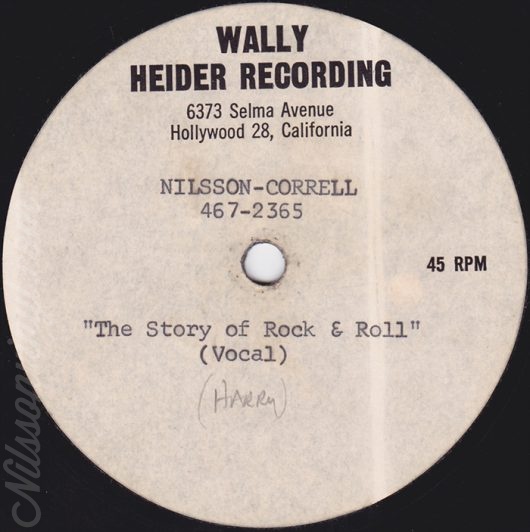 WALLY
HEIDER RECORDING
6373 Selma Avenue
Hollywood 28, California
NILSSON-CORRELL
467-2365
45 RPM
"The Story of Rock & Roll"
(Vocal)
(HARRY)